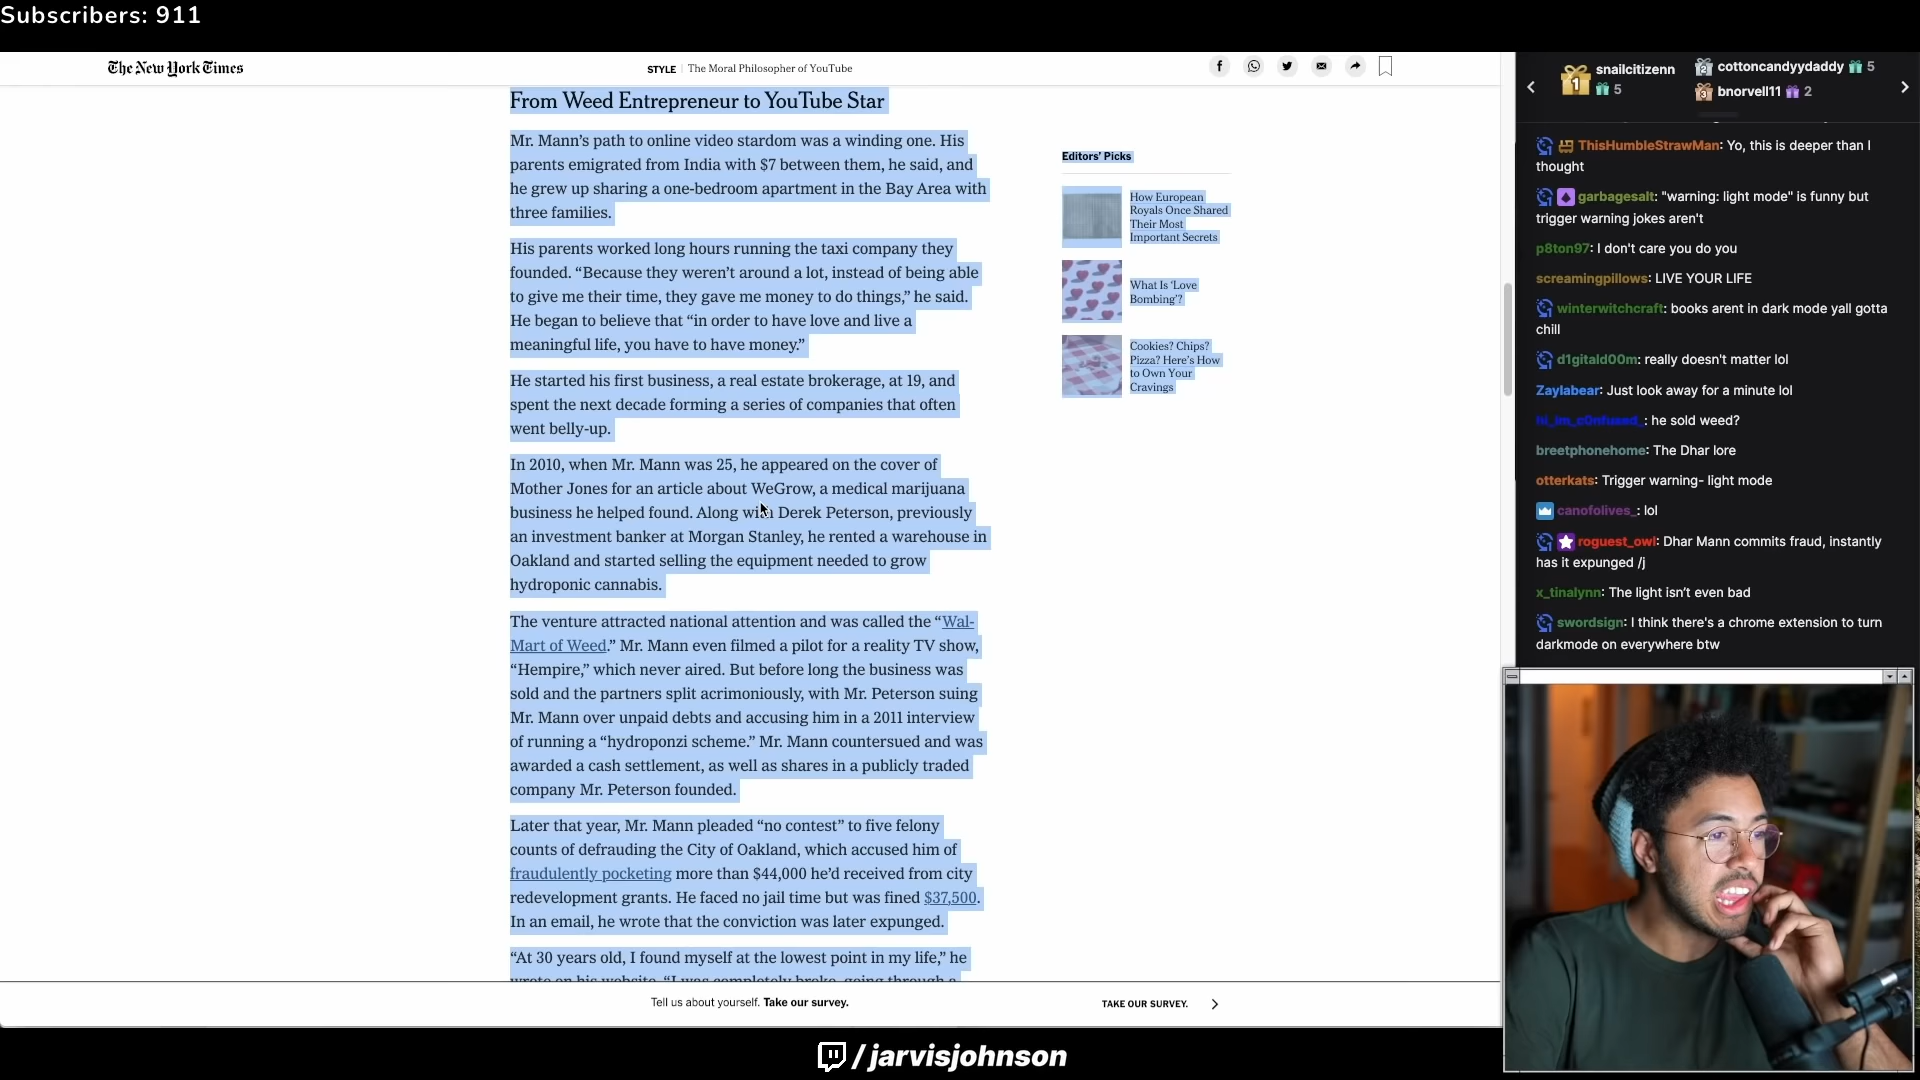 Subscribers: 911
The New York Times
STYLE | The Moral Philosopher of YouTube
From Weed Entrepreneur to YouTube Star
Mr. Mann’s path to online video stardom was a winding one. His
parents emigrated from India with $7 between them, he said, and
he grew up sharing a one-bedroom apartment in the Bay Area with
three families.
His parents worked long hours running the taxi company they
founded. “Because they weren’t around a lot, instead of being able
to give me their time, they gave me money to do things,” he said.
He began to believe that “in order to have love and live a
meaningful life, you have to have money.”
He started his first business, a real estate brokerage, at 19, and
spent the next decade forming a series of companies that often
went belly-up.
In 2010, when Mr. Mann was 25, he appeared on the cover of
Mother Jones for an article about WeGrow, a medical marijuana
business he helped found. Along with Derek Peterson, previously
an investment banker at Morgan Stanley, he rented a warehouse in
Oakland and started selling the equipment needed to grow
hydroponic cannabis.
The venture attracted national attention and was called the “Wal-
Mart of Weed.” Mr. Mann even filmed a pilot for a reality TV show,
“Hempire,” which never aired. But before long the business was
sold and the partners split acrimoniously, with Mr. Peterson suing
Mr. Mann over unpaid debts and accusing him in a 2011 interview
of running a “hydroponzi scheme.” Mr. Mann countersued and was
awarded a cash settlement, as well as shares in a publicly traded
company Mr. Peterson founded.
Later that year, Mr. Mann pleaded “no contest” to five felony
counts of defrauding the City of Oakland, which accused him of
fraudulently pocketing more than $44,000 he’d received from city
redevelopment grants. He faced no jail time but was fined $37,500.
In an email, he wrote that the conviction was later expunged.
“At 30 years old, I found myself at the lowest point in my life,” he
wrote on his website. “I was completely broke, going through a
Editors’ Picks
How European
Royals Once Shared
Their Most
Important Secrets
What Is ‘Love
Bombing’?
Cookies? Chips?
Pizza? Here’s How
to Own Your
Cravings
Tell us about yourself. Take our survey.
TAKE OUR SURVEY.
1 snailcitizenn
5
2 cottoncandyydaddy 5
3 bnorvell11 2
ThisHumbleStrawMan: Yo, this is deeper than I
thought
garbagesalt: "warning: light mode" is funny but
trigger warning jokes aren't
p8ton97: I don't care you do you
screamingpillows: LIVE YOUR LIFE
winterwitchcraft: books arent in dark mode yall gotta
chill
d1gitald00m: really doesn't matter lol
Zaylabear: Just look away for a minute lol
hi_im_c0nfused_: he sold weed?
breetphonehome: The Dhar lore
otterkats: Trigger warning- light mode
canofolives_: lol
roguest_owl: Dhar Mann commits fraud, instantly
has it expunged /j
x_tinalynn: The light isn’t even bad
swordsign: I think there's a chrome extension to turn
darkmode on everywhere btw
/jarvisjohnson